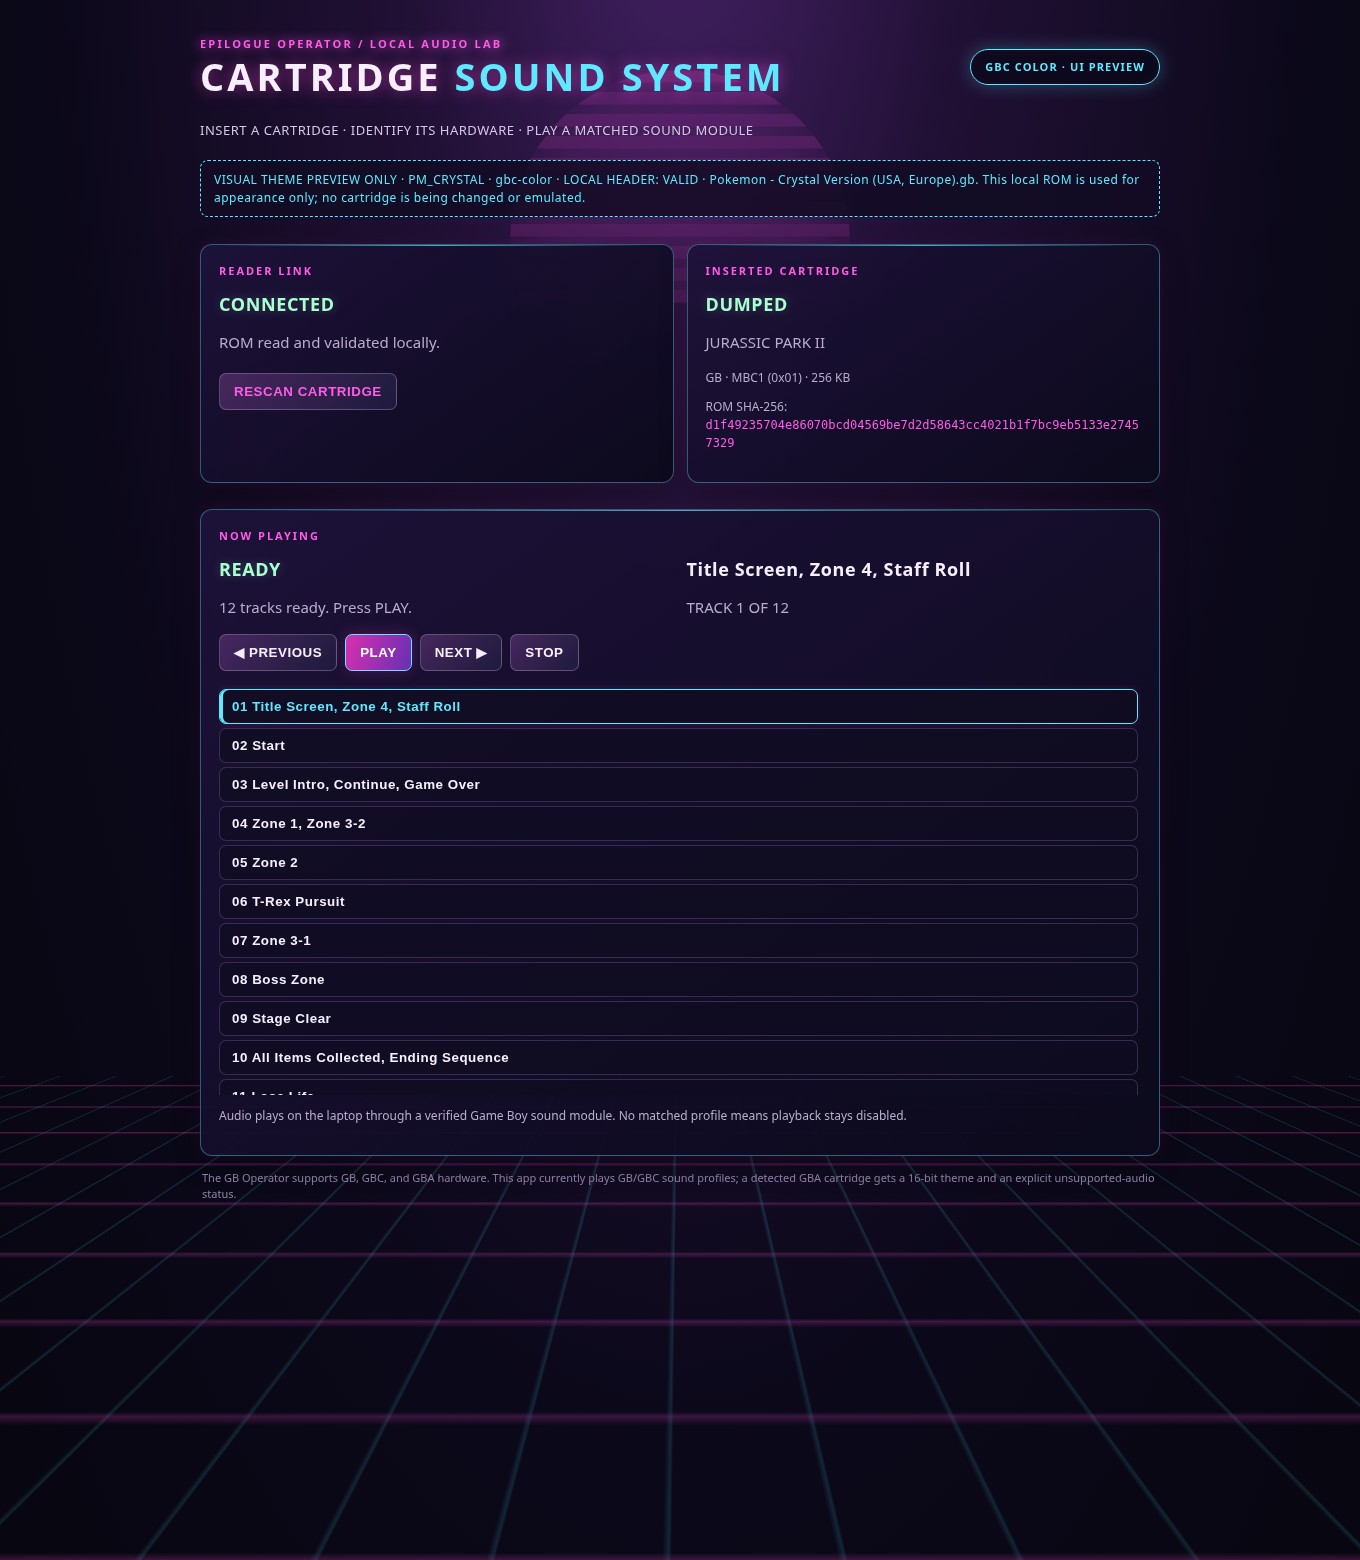 EPILOGUE OPERATOR / LOCAL AUDIO LAB
CARTRIDGE SOUND SYSTEM
GBC COLOR · UI PREVIEW
INSERT A CARTRIDGE · IDENTIFY ITS HARDWARE · PLAY A MATCHED SOUND MODULE
VISUAL THEME PREVIEW ONLY · PM_CRYSTAL · gbc-color · LOCAL HEADER: VALID · Pokemon - Crystal Version (USA, Europe).gb. This local ROM is used for
appearance only; no cartridge is being changed or emulated.
READER LINK
CONNECTED
ROM read and validated locally.
RESCAN CARTRIDGE
INSERTED CARTRIDGE
DUMPED
JURASSIC PARK II
GB · MBC1 (0x01) · 256 KB
ROM SHA-256:
d1f49235704e86070bcd04569be7d2d58643cc4021b1f7bc9eb5133e2745
7329
NOW PLAYING
READY
12 tracks ready. Press PLAY.
Title Screen, Zone 4, Staff Roll
TRACK 1 OF 12
◀ PREVIOUS
PLAY
NEXT ▶
STOP
01 Title Screen, Zone 4, Staff Roll
02 Start
03 Level Intro, Continue, Game Over
04 Zone 1, Zone 3-2
05 Zone 2
06 T-Rex Pursuit
07 Zone 3-1
08 Boss Zone
09 Stage Clear
10 All Items Collected, Ending Sequence
11 Lose Life
Audio plays on the laptop through a verified Game Boy sound module. No matched profile means playback stays disabled.
The GB Operator supports GB, GBC, and GBA hardware. This app currently plays GB/GBC sound profiles; a detected GBA cartridge gets a 16-bit theme and an explicit unsupported-audio
status.